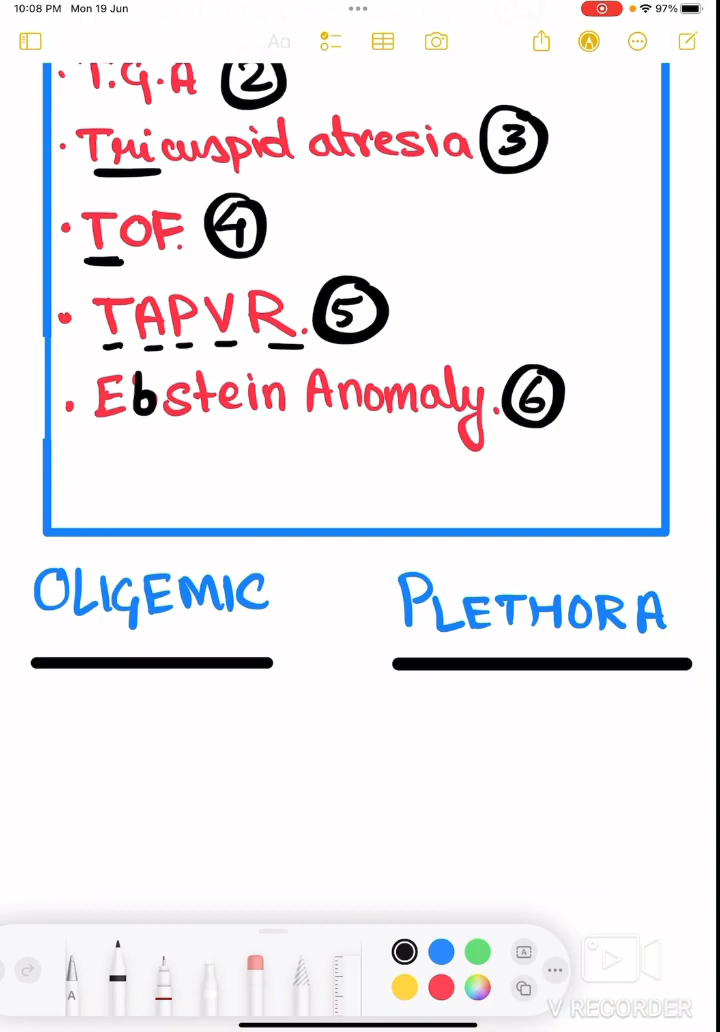 10:08 PM Mon 19 Jun 97%
Aa
• T.G.A 2
• Tricuspid atresia 3
• TOF. 4
• TAPVR. 5
• Ebstein Anomaly. 6
OLIGEMIC PLETHORA
A
A
V RECORDER